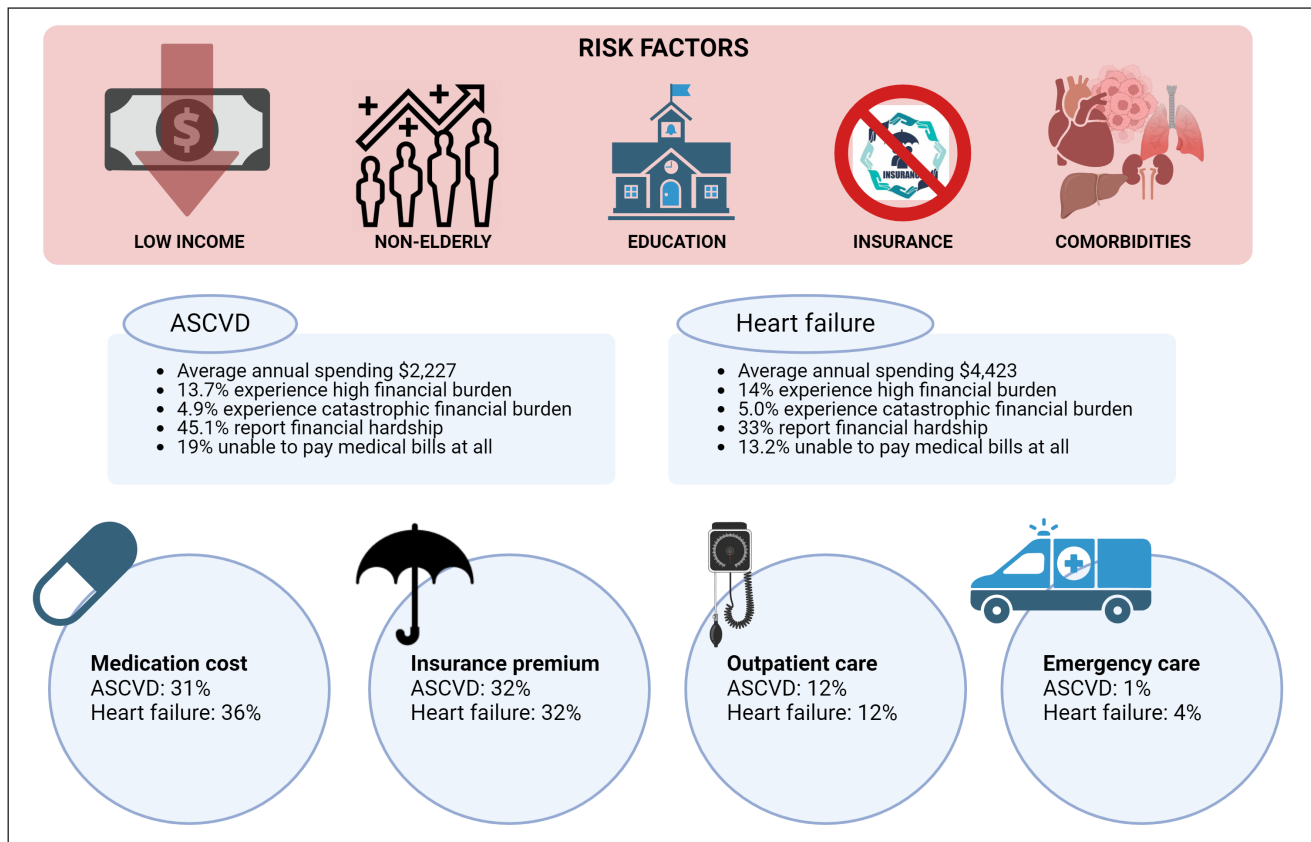 RISK FACTORS
$
INSURANCE
LOW INCOME
NON-ELDERLY
EDUCATION
INSURANCE
COMORBIDITIES
ASCVD
• Average annual spending $2,227
• 13.7% experience high financial burden
• 4.9% experience catastrophic financial burden
• 45.1% report financial hardship
• 19% unable to pay medical bills at all
Heart failure
• Average annual spending $4,423
• 14% experience high financial burden
• 5.0% experience catastrophic financial burden
• 33% report financial hardship
• 13.2% unable to pay medical bills at all
Medication cost
ASCVD: 31%
Heart failure: 36%
Insurance premium
ASCVD: 32%
Heart failure: 32%
Outpatient care
ASCVD: 12%
Heart failure: 12%
Emergency care
ASCVD: 1%
Heart failure: 4%